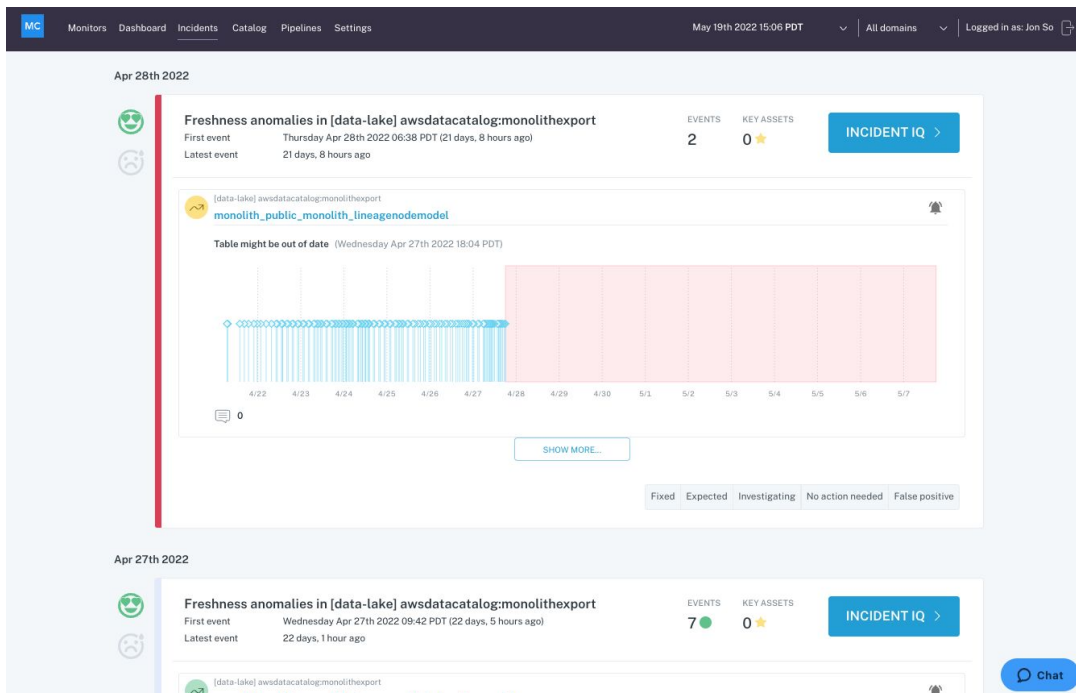 MC Monitors Dashboard Incidents Catalog Pipelines Settings May 19th 2022 15:06 PDT All domains Logged in as: Jon So
Apr 28th 2022
Freshness anomalies in [data-lake] awsdatacatalog:monolithexport
First event Thursday Apr 28th 2022 06:38 PDT (21 days, 8 hours ago)
Latest event 21 days, 8 hours ago
EVENTS KEY ASSETS
2 0
INCIDENT IQ >
[data-lake] awsdatacatalog:monolithexport
monolith_public_monolith_lineagenodemodel
Table might be out of date (Wednesday Apr 27th 2022 18:04 PDT)
4/22 4/23 4/24 4/25 4/26 4/27 4/28 4/29 4/30 5/1 5/2 5/3 5/4 5/5 5/6 5/7
0
SHOW MORE...
Fixed Expected Investigating No action needed False positive
Apr 27th 2022
Freshness anomalies in [data-lake] awsdatacatalog:monolithexport
First event Wednesday Apr 27th 2022 09:42 PDT (22 days, 5 hours ago)
Latest event 22 days, 1 hour ago
EVENTS KEY ASSETS
7 0
INCIDENT IQ >
[data-lake] awsdatacatalog:monolithexport
Chat